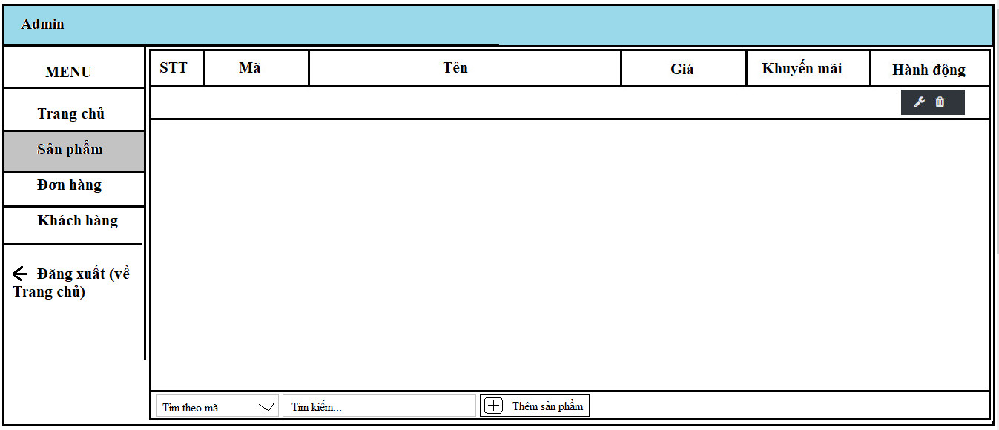 Admin
MENU
Trang chủ
Sản phẩm
Đơn hàng
Khách hàng
Đăng xuất (về
Trang chủ)
STT Mã Tên Giá Khuyến mãi Hành động
Tìm theo mã Tìm kiếm... Thêm sản phẩm